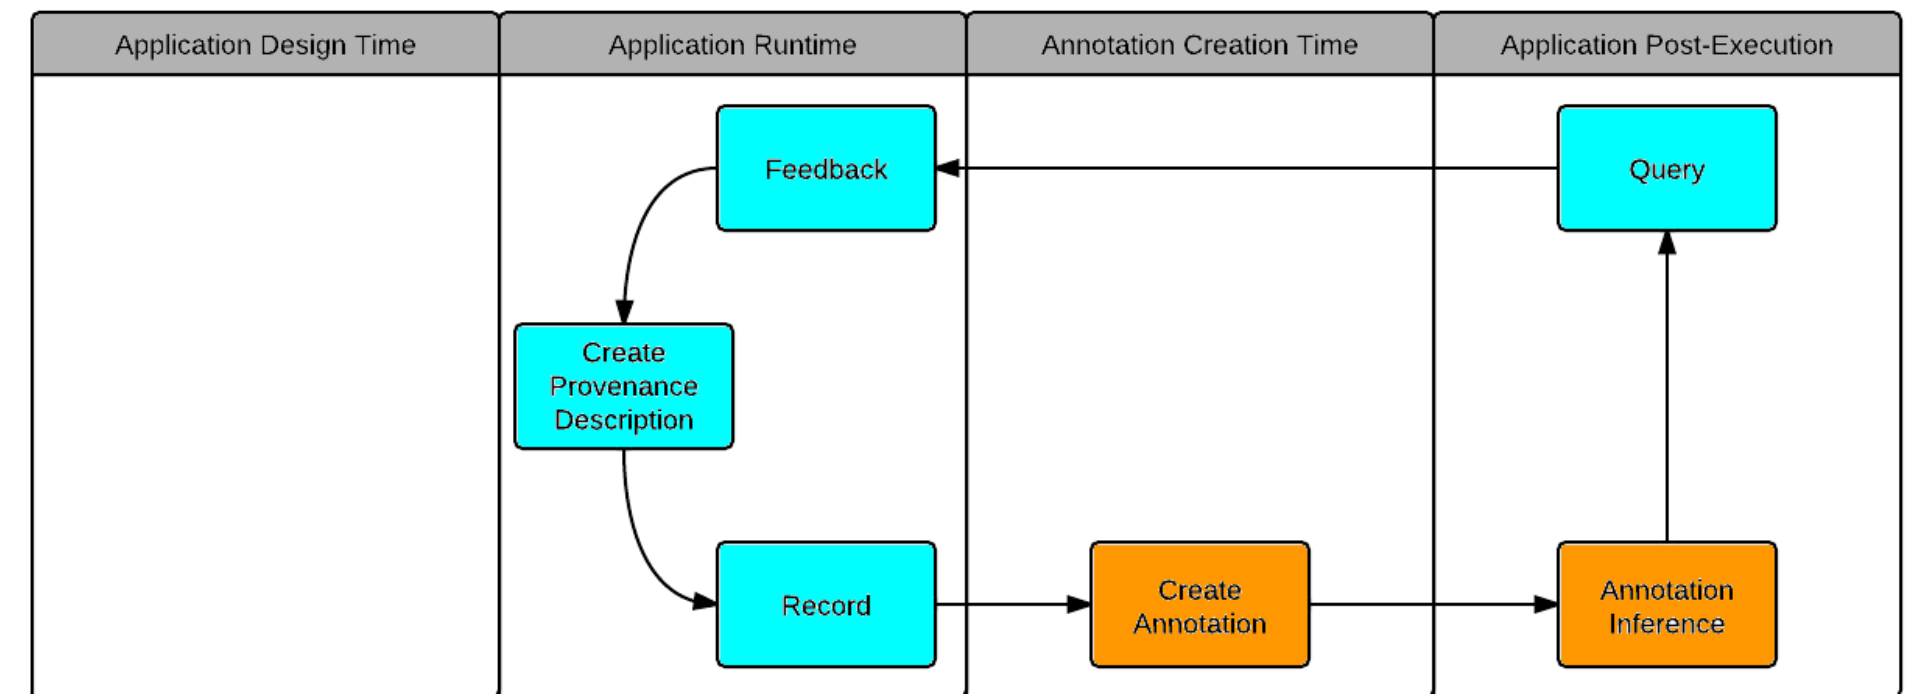 Application Design Time
Application Runtime
Annotation Creation Time
Application Post-Execution
Feedback
Query
Create
Provenance
Description
Record
Create
Annotation
Annotation
Inference